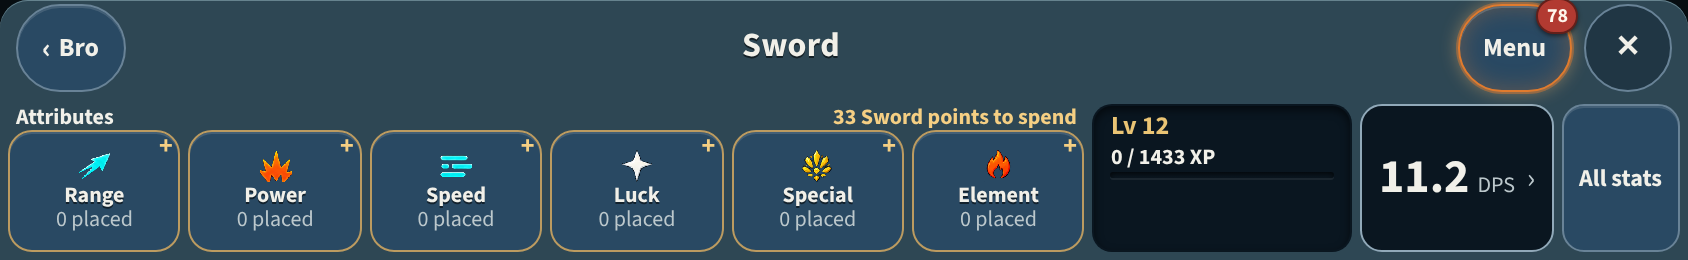 ‹ Bro
Sword
Menu
78
✕
Attributes
33 Sword points to spend
+
Range
0 placed
+
Power
0 placed
+
Speed
0 placed
+
Luck
0 placed
+
Special
0 placed
+
Element
0 placed
Lv 12
0 / 1433 XP
11.2 DPS ›
All stats